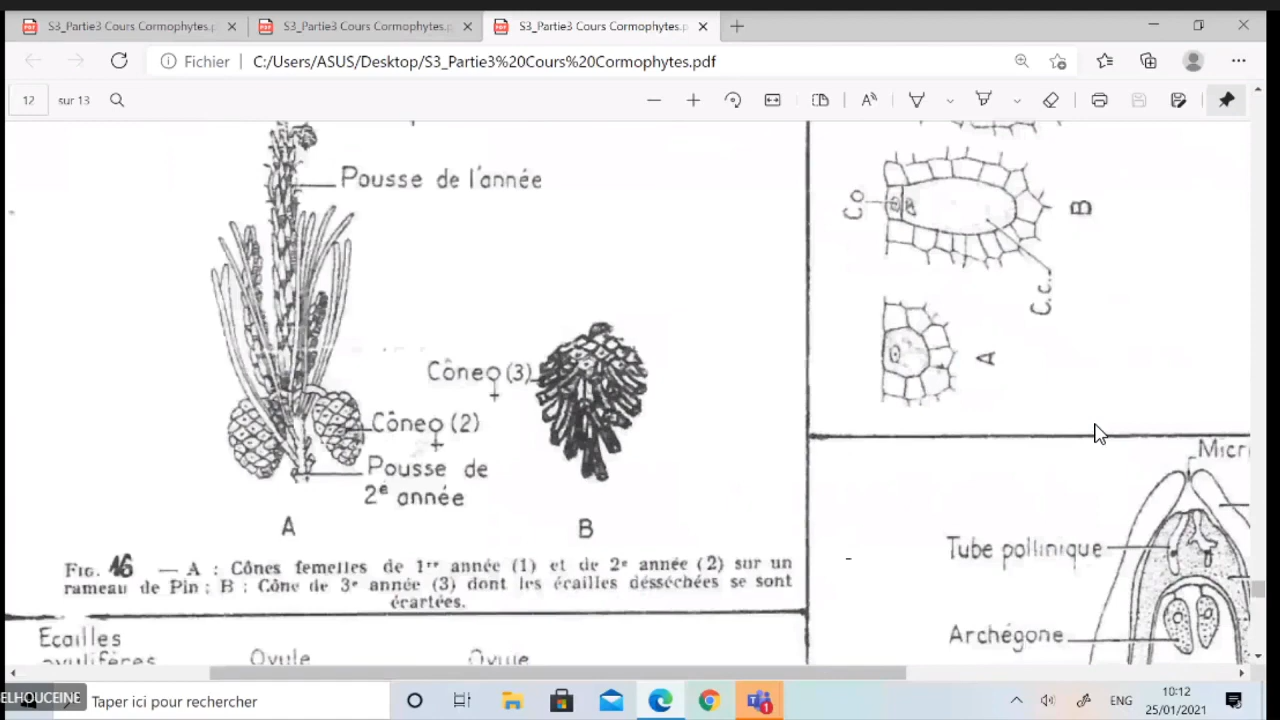 S3_Partie3 Cours Cormophytes.p
S3_Partie3 Cours Cormophytes.p
S3_Partie3 Cours Cormophytes.p
Fichier
C:/Users/ASUS/Desktop/S3_Partie3%20Cours%20Cormophytes.pdf
12
sur 13
Pousse de l'année
Cône♀ (3)
Cône♀ (2)
Pousse de
2e année
A
B
FIG. 16 — A : Cônes femelles de 1re année (1) et de 2e année (2) sur un
rameau de Pin ; B : Cône de 3e année (3) dont les écailles désséchées se sont
écartées.
Ecailles
ovulifères
Ovule
Ovule
Co
B
C.c.
A
Micr
Tube pollinique
Archégone
ELHOUCEINE
Taper ici pour rechercher
1
ENG
10:12
25/01/2021